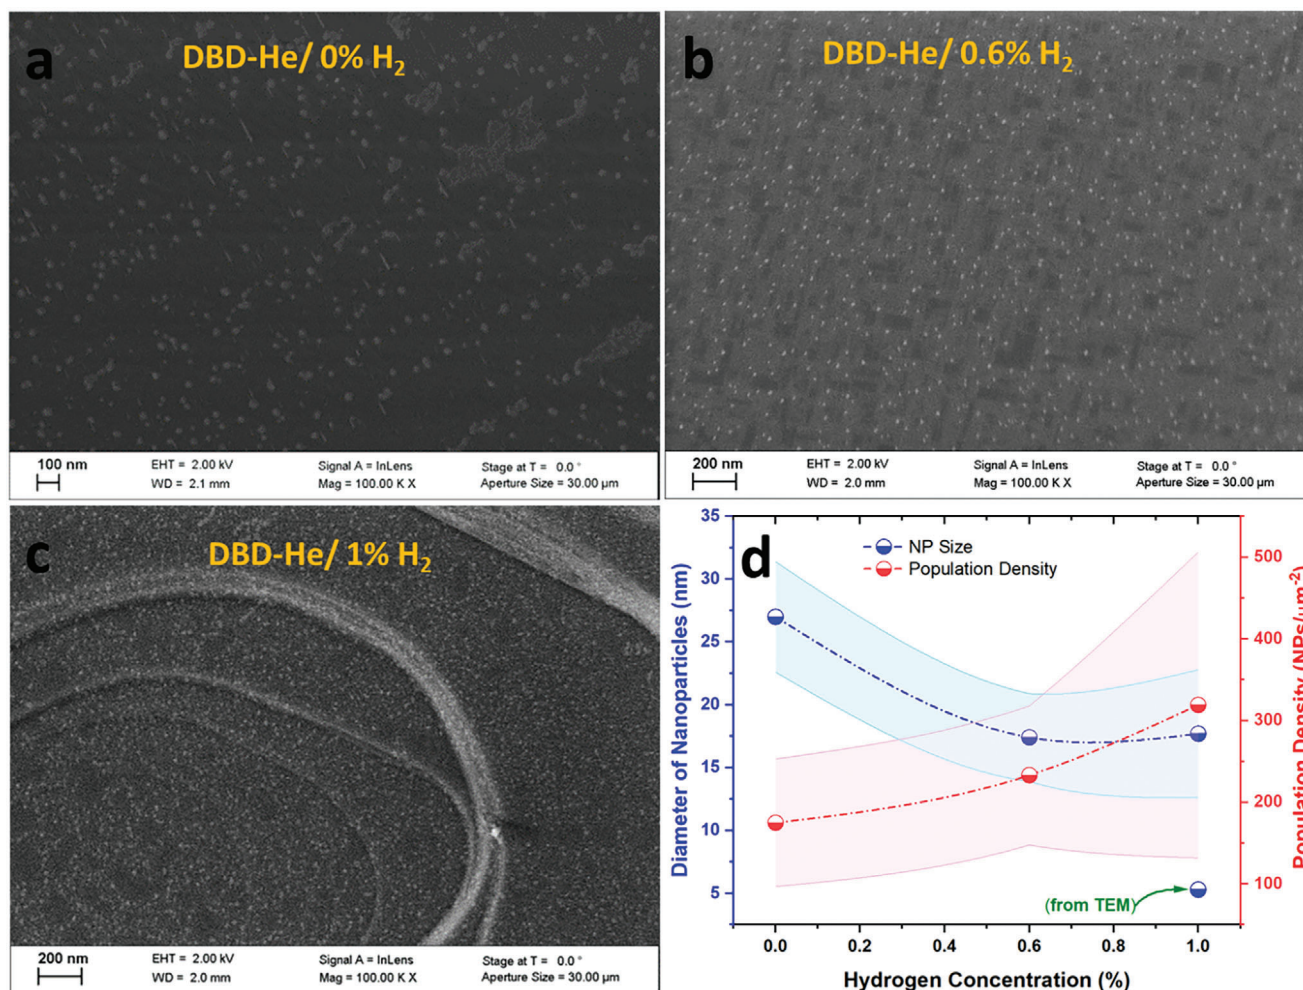 a
DBD-He/ 0% H₂
100 nm
EHT = 2.00 kV
WD = 2.1 mm
Signal A = InLens
Mag = 100.00 K X
Stage at T = 0.0 °
Aperture Size = 30.00 µm
b
DBD-He/ 0.6% H₂
200 nm
EHT = 2.00 kV
WD = 2.0 mm
Signal A = InLens
Mag = 100.00 K X
Stage at T = 0.0 °
Aperture Size = 30.00 µm
c
DBD-He/ 1% H₂
200 nm
EHT = 2.00 kV
WD = 2.0 mm
Signal A = InLens
Mag = 100.00 K X
Stage at T = 0.0 °
Aperture Size = 30.00 µm
d
NP Size
Population Density
(from TEM)
Diameter of Nanoparticles (nm)
35
30
25
20
15
10
5
Population Density (NPs/µm⁻²)
500
400
300
200
100
0.0 0.2 0.4 0.6 0.8 1.0
Hydrogen Concentration (%)